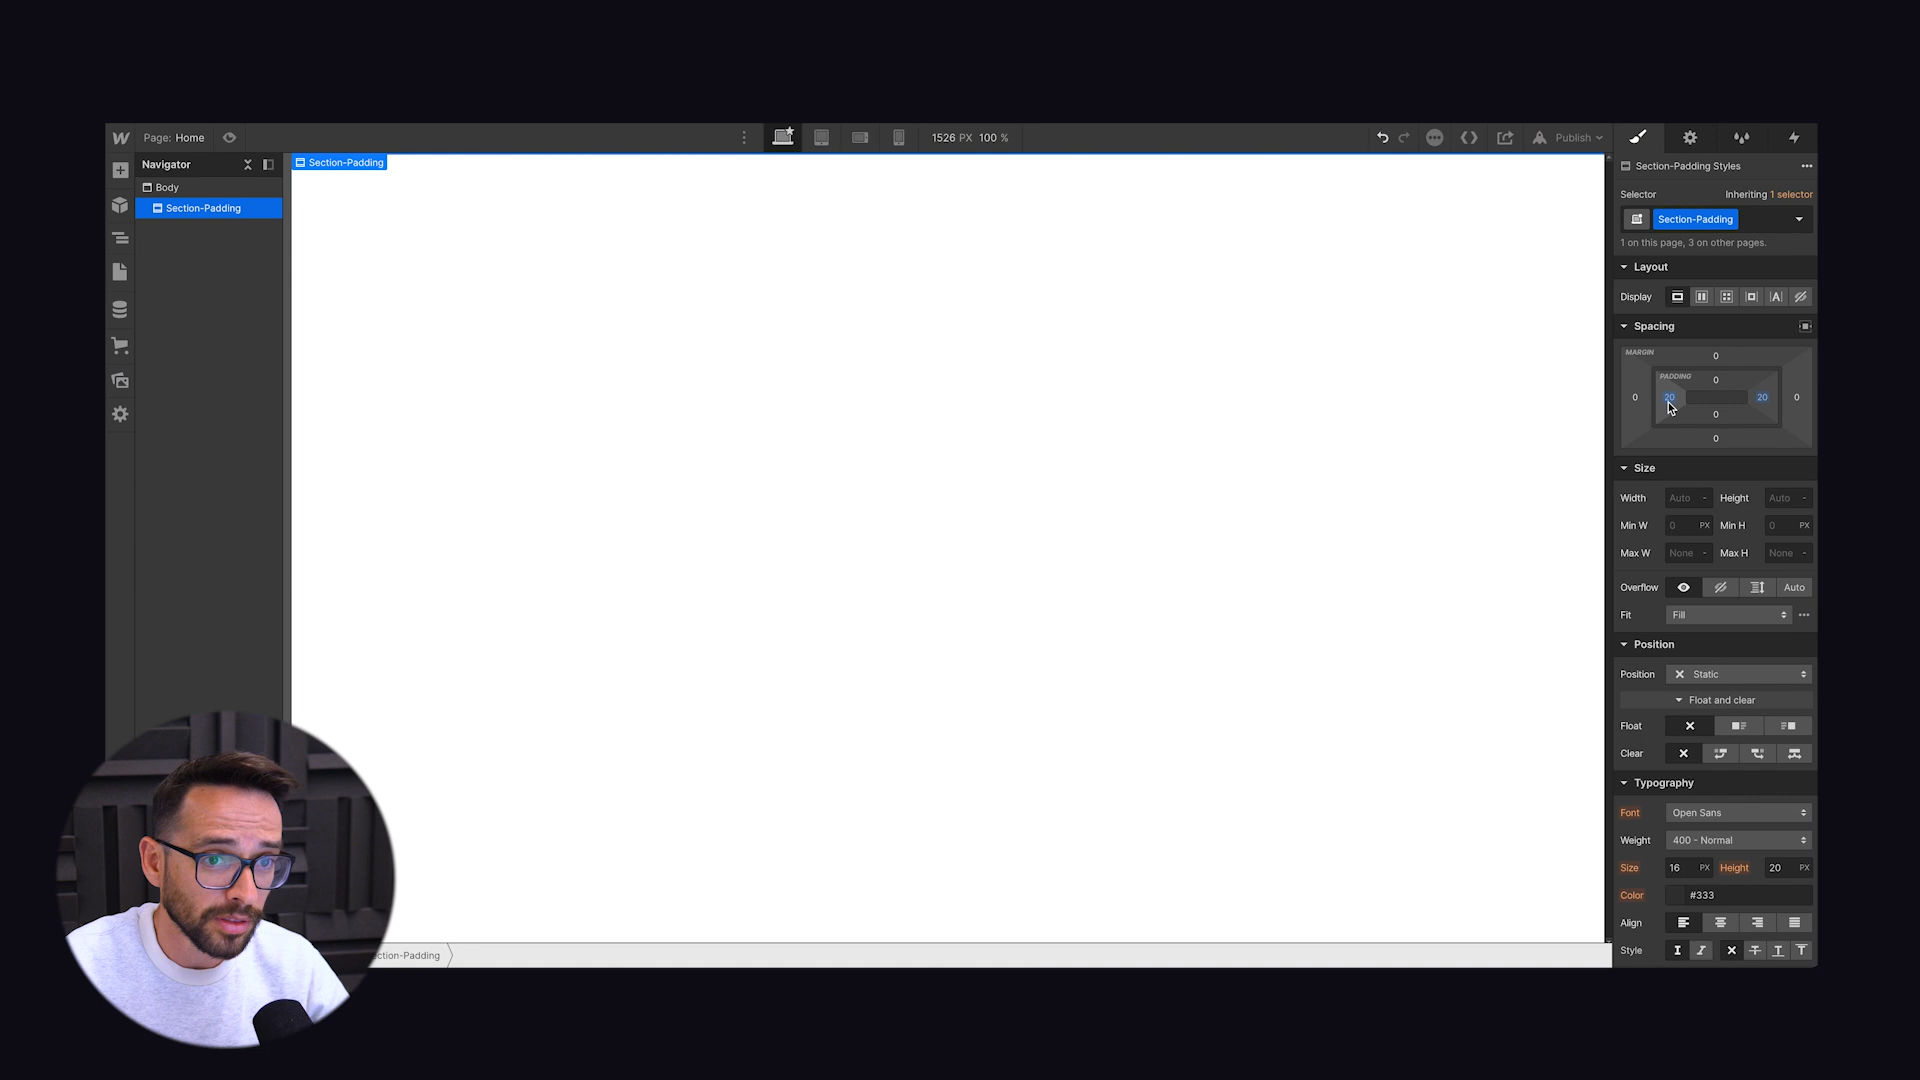 Page: Home
1526 PX 100 %
Publish
Navigator
Body
Section-Padding
Section-Padding
Section-Padding Styles
Selector
Inheriting 1 selector
Section-Padding
1 on this page, 3 on other pages.
Layout
Display
Spacing
MARGIN
0
PADDING
0
0
20
20
0
0
0
Size
Width Auto -
Height Auto -
Min W 0 PX
Min H 0 PX
Max W None -
Max H None -
Overflow
Auto
Fit
Fill
Position
Position
Static
Float and clear
Float
Clear
Typography
Font
Open Sans
Weight
400 - Normal
Size 16 PX
Height 20 PX
Color
#333
Align
Style
ction-Padding